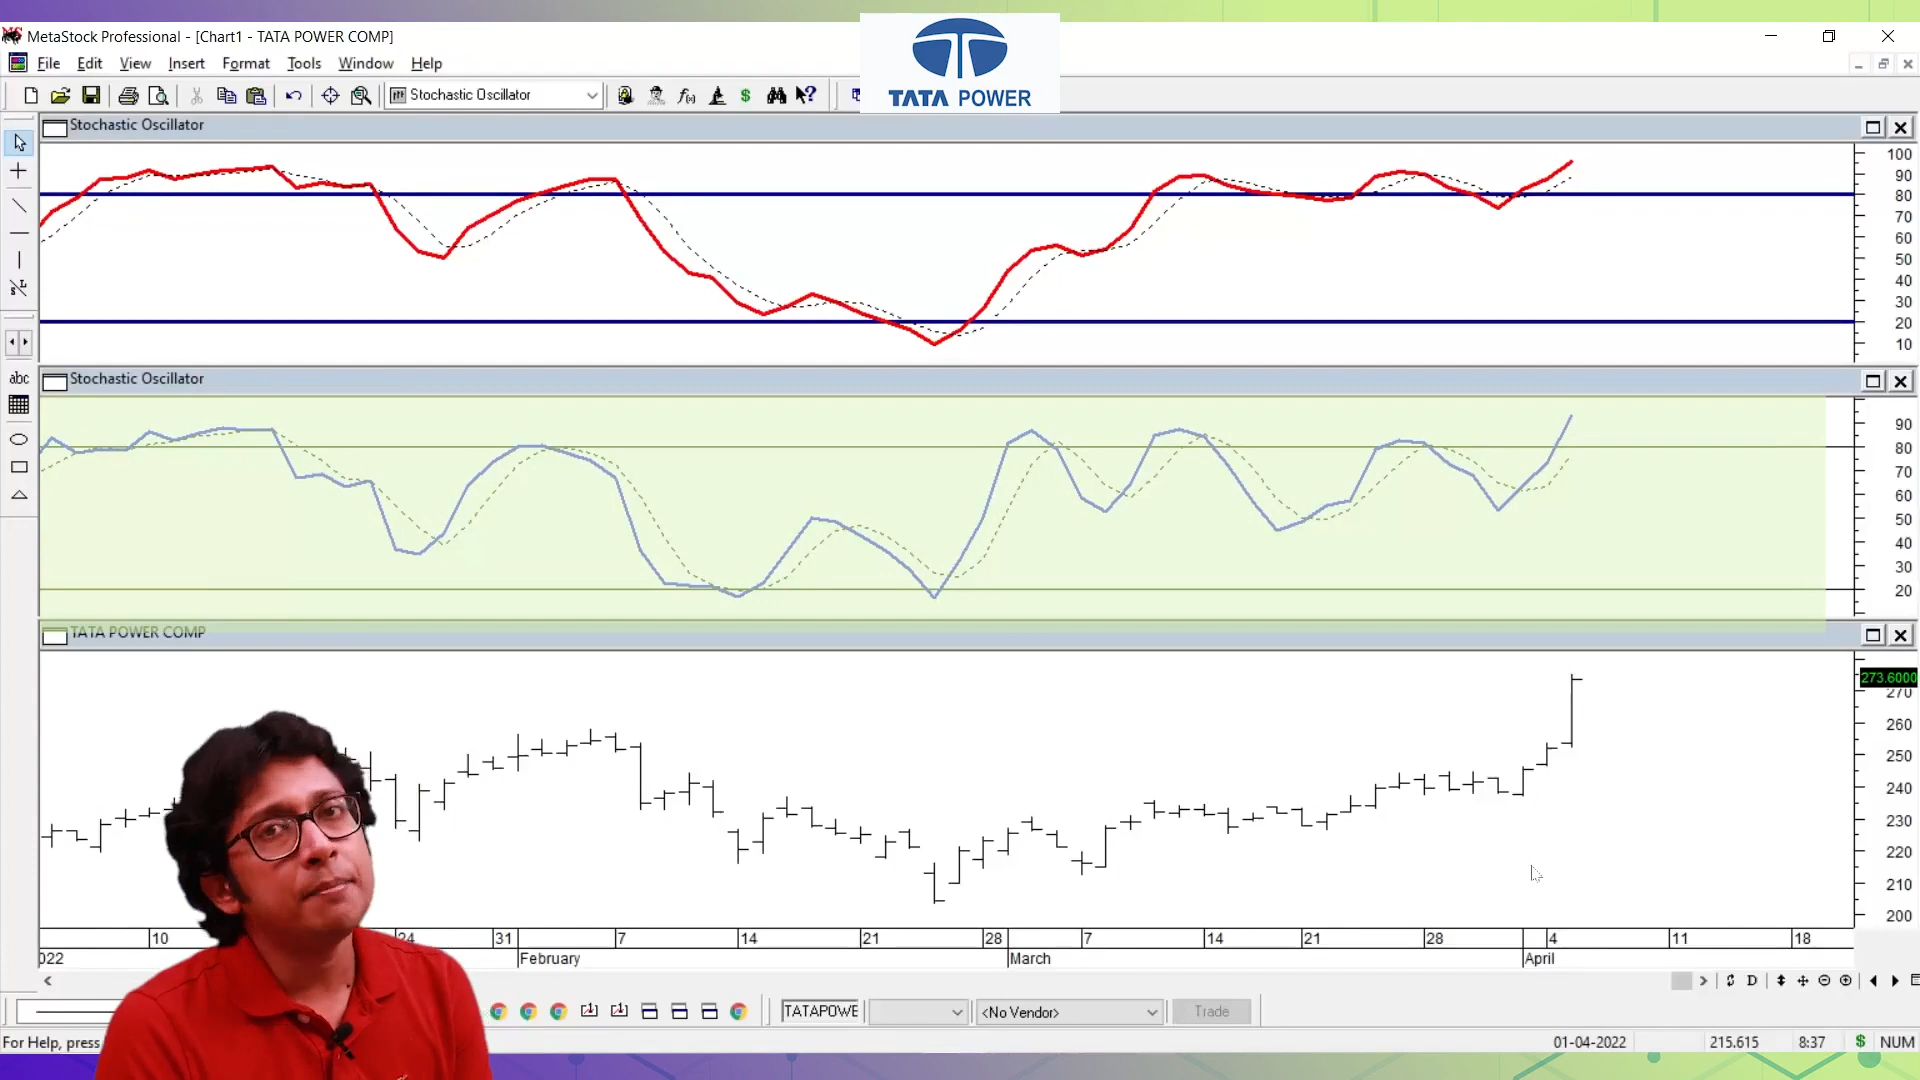 MetaStock Professional - [Chart1 - TATA POWER COMP]
File Edit View Insert Format Tools Window Help
Stochastic Oscillator
TATA POWER
Stochastic Oscillator
100
90
80
70
60
50
40
30
20
10
abc
Stochastic Oscillator
90
80
70
60
50
40
30
20
TATA POWER COMP
273.6000
270
260
250
240
230
220
210
200
10 24 31 7 14 21 28 7 14 21 28 4 11 18
022 February March April
D
TATAPOWE <No Vendor> Trade
For Help, press 01-04-2022 215.615 8:37 $ NUM